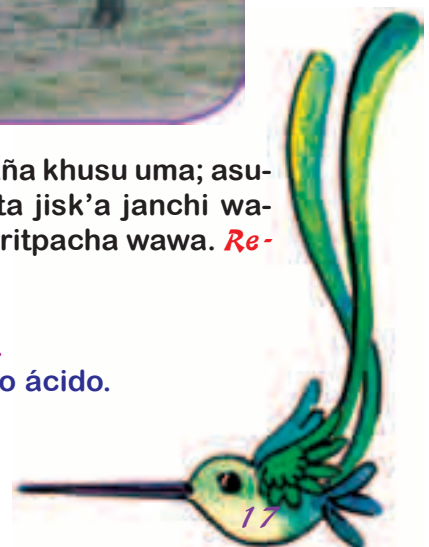 ña khusu uma; asu-
ta jisk’a janchi wa-
ritpacha wawa. Re-
o ácido.
17